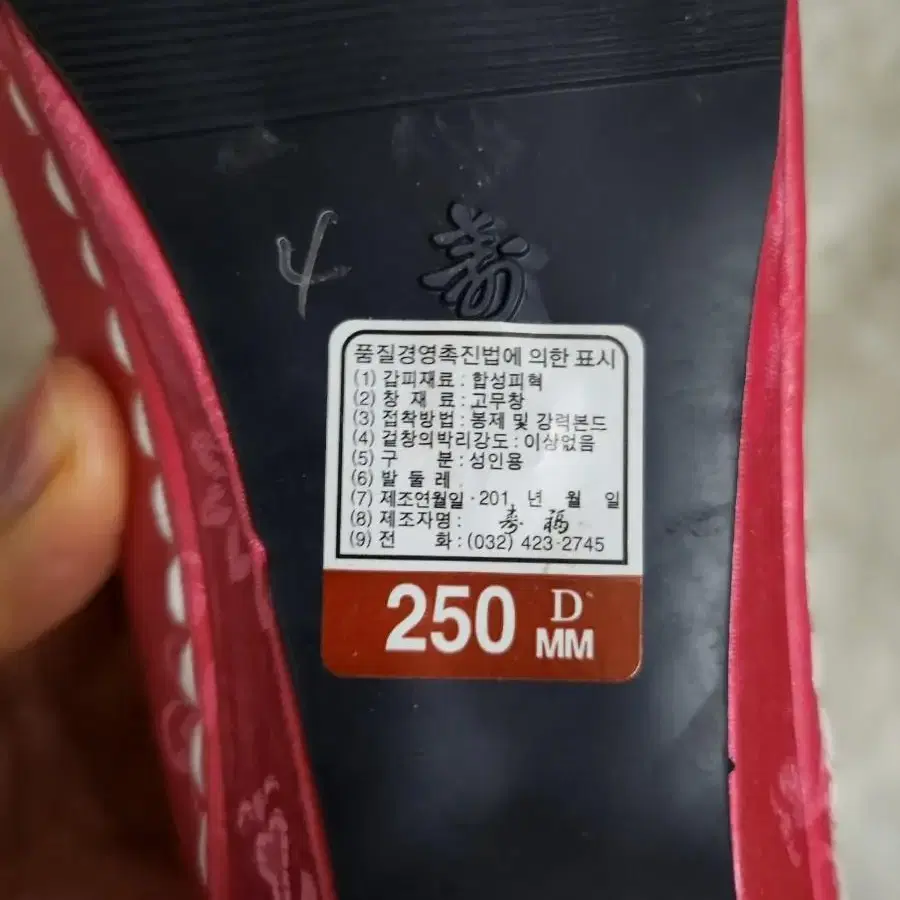 4
壽
품질경영촉진법에 의한 표시
(1) 갑피재료 : 합성피혁
(2) 창 재 료 : 고무창
(3) 접착방법 : 봉제 및 강력본드
(4) 겉창의박리강도 : 이상없음
(5) 구 분 : 성인용
(6) 발 둘 레
(7) 제조연월일 · 201 년 월 일
(8) 제조자명 : 壽 福
(9) 전 화 : (032) 423-2745
250 D
MM